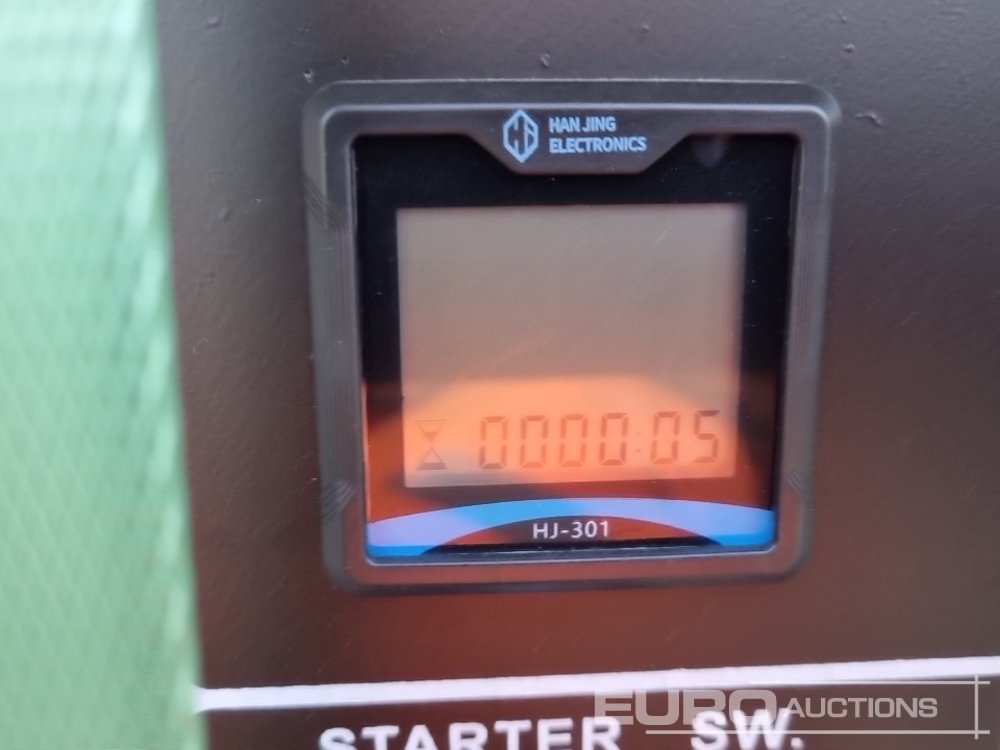 HAN JING
ELECTRONICS
0000:05
HJ-301
STARTER SW.
EURO AUCTIONS